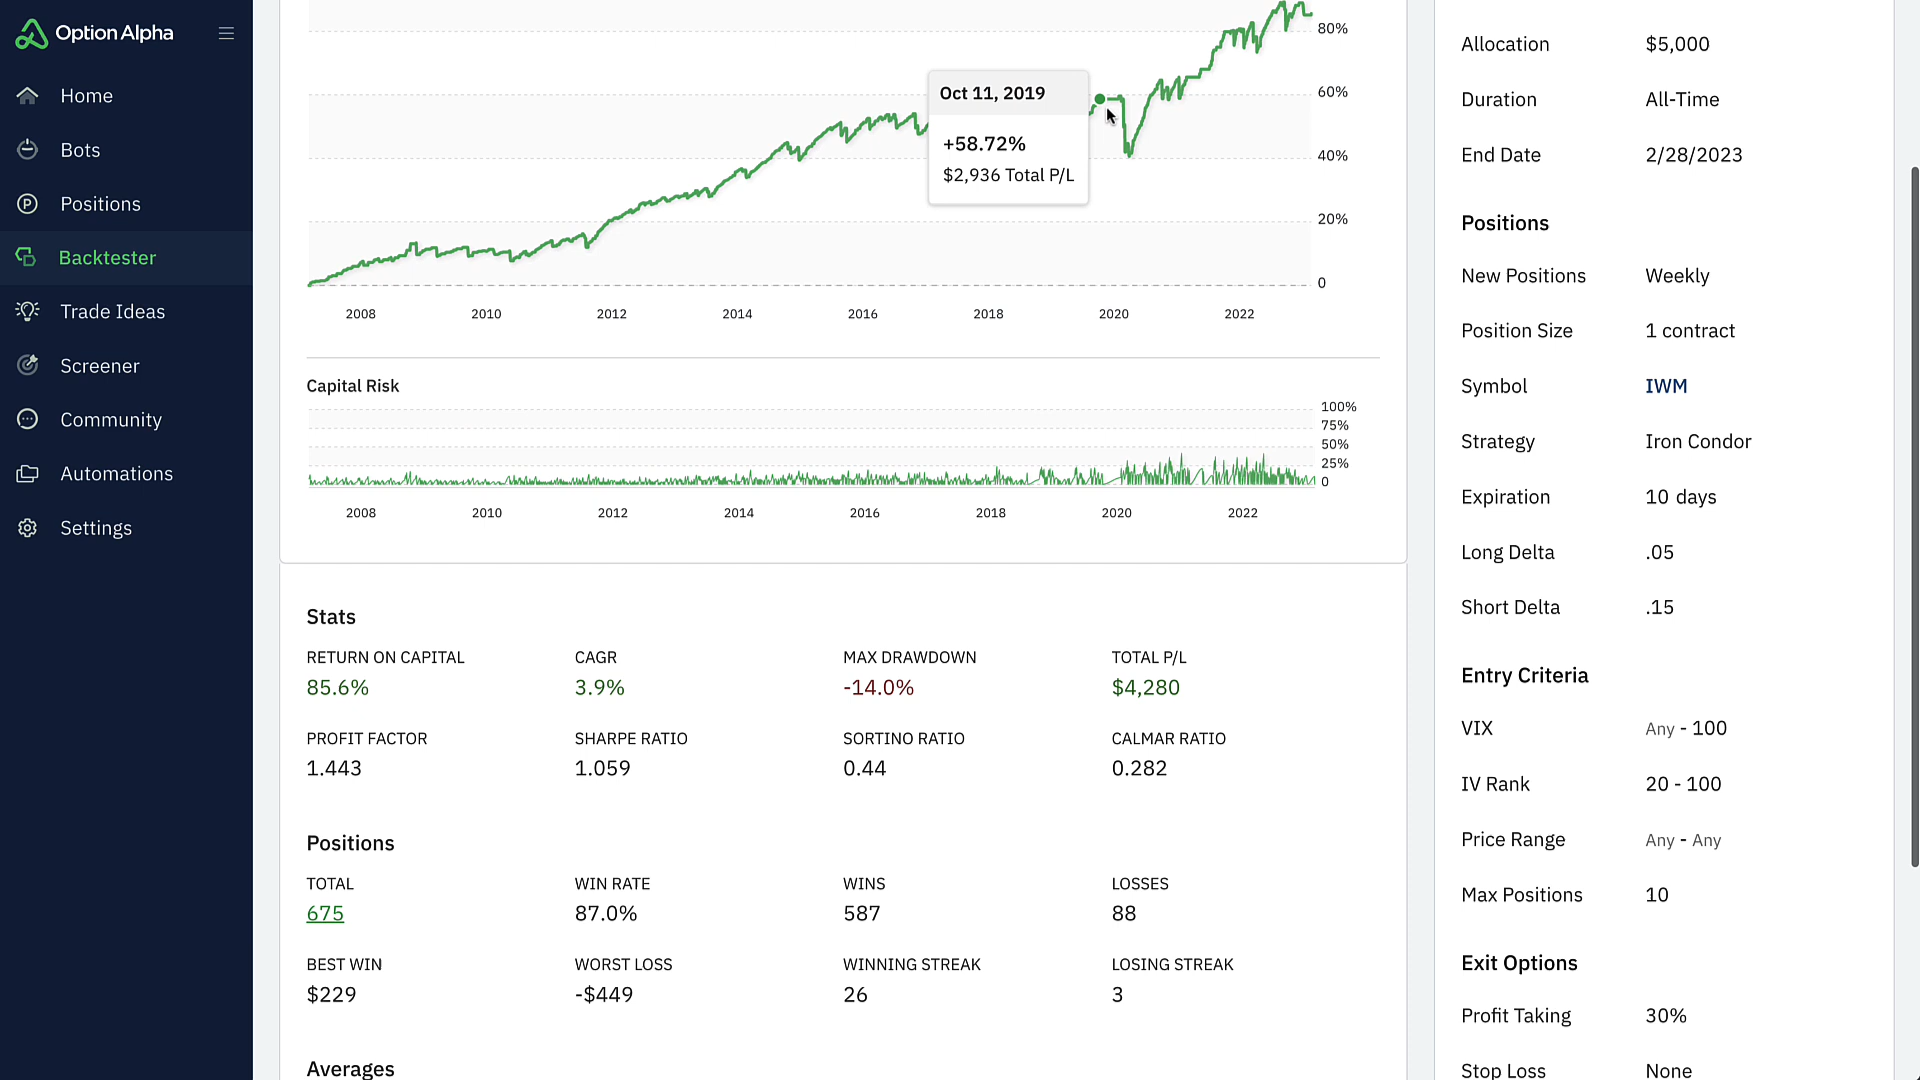 Option Alpha
Home
Bots
Positions
Backtester
Trade Ideas
Screener
Community
Automations
Settings
80%
60%
40%
20%
0
Oct 11, 2019
+58.72%
$2,936 Total P/L
2008 2010 2012 2014 2016 2018 2020 2022
Capital Risk
100%
75%
50%
25%
0
2008 2010 2012 2014 2016 2018 2020 2022
Stats
RETURN ON CAPITAL CAGR MAX DRAWDOWN TOTAL P/L
85.6% 3.9% -14.0% $4,280
PROFIT FACTOR SHARPE RATIO SORTINO RATIO CALMAR RATIO
1.443 1.059 0.44 0.282
Positions
TOTAL WIN RATE WINS LOSSES
675 87.0% 587 88
BEST WIN WORST LOSS WINNING STREAK LOSING STREAK
$229 -$449 26 3
Averages
Allocation $5,000
Duration All-Time
End Date 2/28/2023
Positions
New Positions Weekly
Position Size 1 contract
Symbol IWM
Strategy Iron Condor
Expiration 10 days
Long Delta .05
Short Delta .15
Entry Criteria
VIX Any - 100
IV Rank 20 - 100
Price Range Any - Any
Max Positions 10
Exit Options
Profit Taking 30%
Stop Loss None